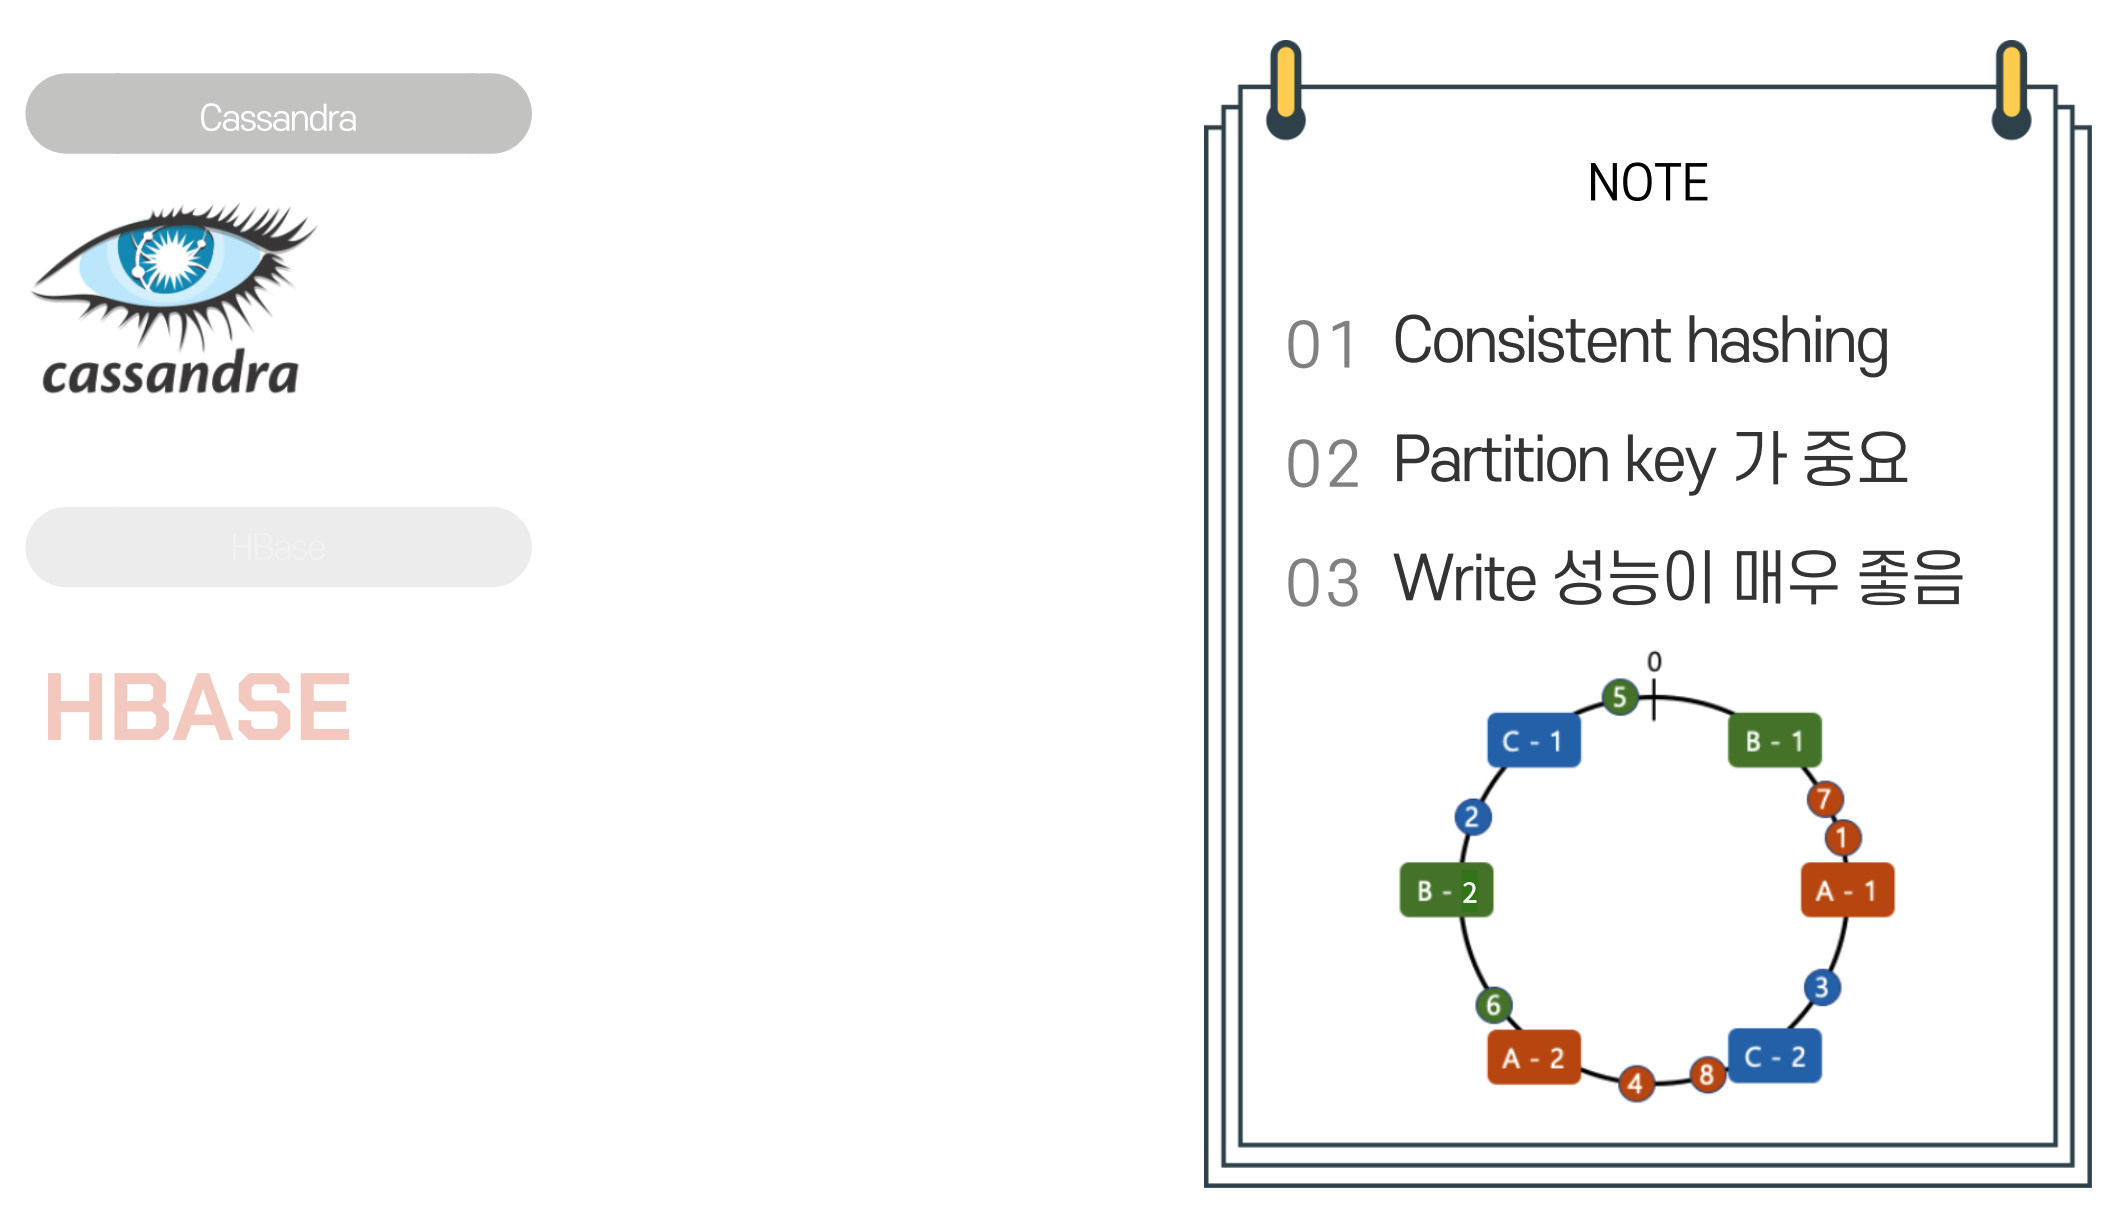 Cassandra
cassandra
HBase
HBASE
NOTE
01 Consistent hashing
02 Partition key 가 중요
03 Write 성능이 매우 좋음
0
5
C - 1
B - 1
7
2
1
B - 2
A - 1
3
6
A - 2
C - 2
4
8